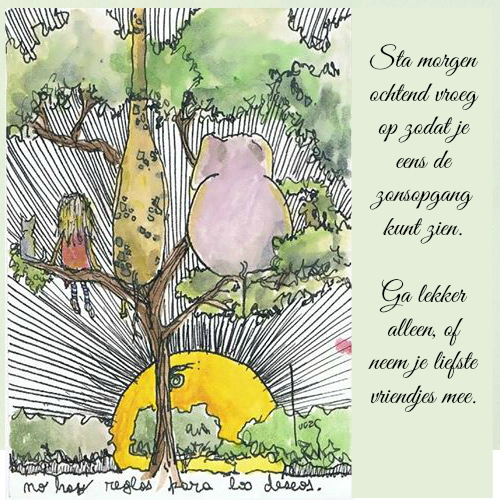 Sta morgen
ochtend vroeg
op zodat je
eens de
zonsopgang
kunt zien.
Ga lekker
alleen, of
neem je liefste
vriendjes mee.
no hay reglas para los deseos.